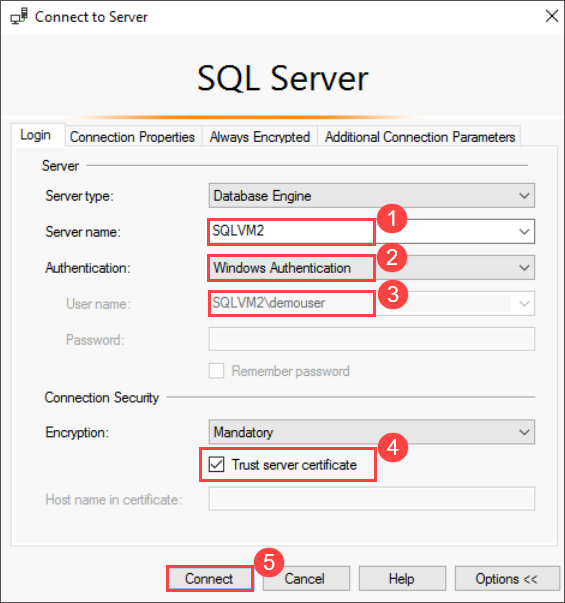 Connect to Server
SQL Server
Login Connection Properties Always Encrypted Additional Connection Parameters
Server
Server type: Database Engine
1
Server name: SQLVM2
2
Authentication: Windows Authentication
3
User name: SQLVM2\demouser
Password:
Remember password
Connection Security
Encryption: Mandatory
4
Trust server certificate
Host name in certificate:
5
Connect Cancel Help Options <<